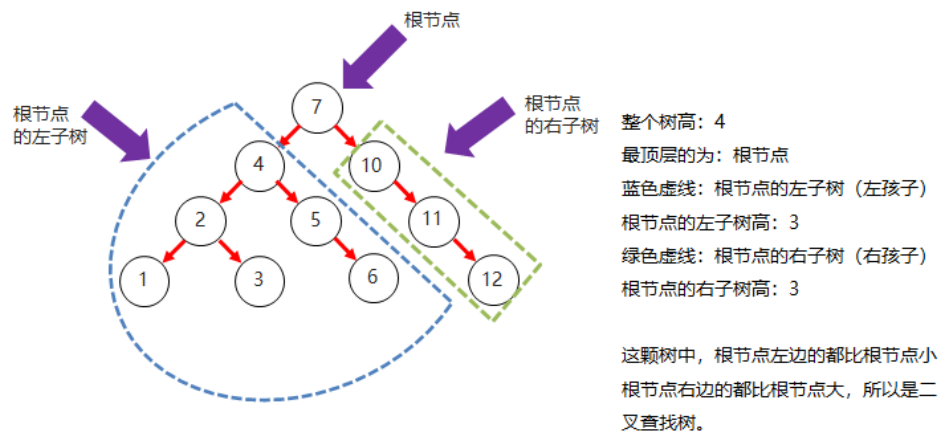 根节点
根节点
的左子树
根节点
的右子树
7
4
10
2
5
11
1
3
6
12
整个树高：4
最顶层的为：根节点
蓝色虚线：根节点的左子树（左孩子）
根节点的左子树高：3
绿色虚线：根节点的右子树（右孩子）
根节点的右子树高：3
这颗树中，根节点左边的都比根节点小
根节点右边的都比根节点大，所以是二
叉查找树。